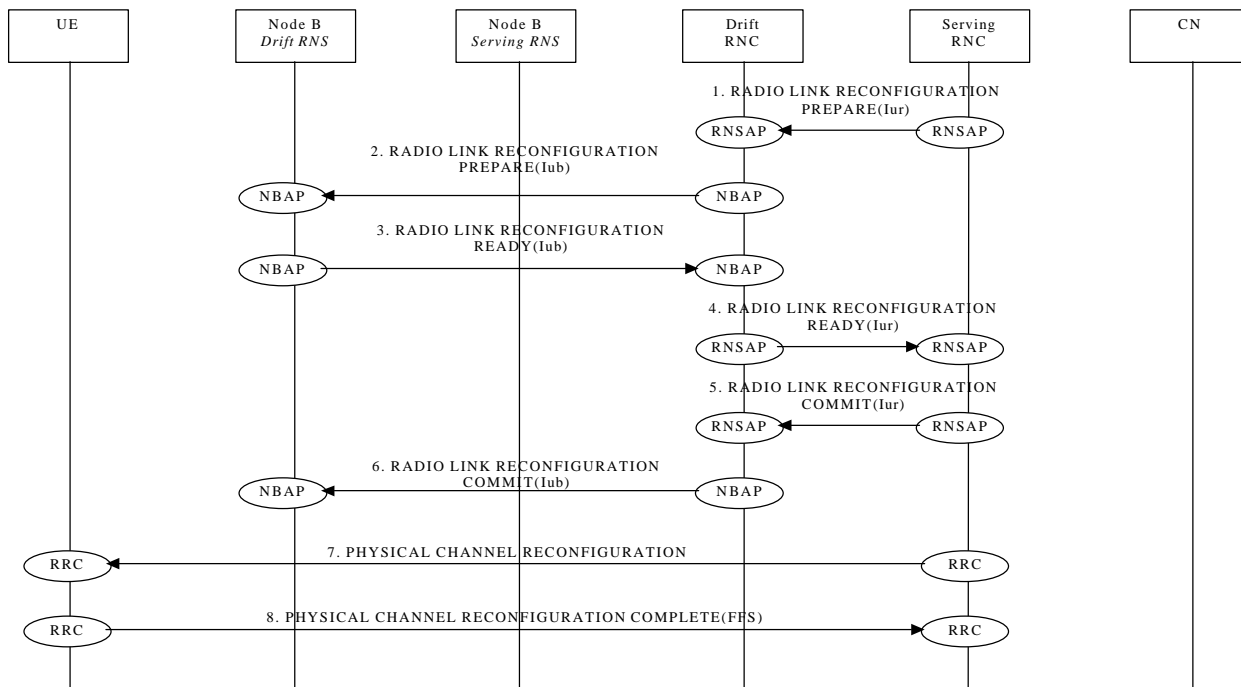 UE
Node B
Drift RNS
Node B
Serving RNS
Drift
RNC
Serving
RNC
CN
1. RADIO LINK RECONFIGURATION
PREPARE(Iur)
RNSAP
RNSAP
2. RADIO LINK RECONFIGURATION
PREPARE(Iub)
NBAP
NBAP
3. RADIO LINK RECONFIGURATION
READY(Iub)
NBAP
NBAP
4. RADIO LINK RECONFIGURATION
READY(Iur)
RNSAP
RNSAP
5. RADIO LINK RECONFIGURATION
COMMIT(Iur)
RNSAP
RNSAP
6. RADIO LINK RECONFIGURATION
COMMIT(Iub)
NBAP
NBAP
7. PHYSICAL CHANNEL RECONFIGURATION
RRC
RRC
8. PHYSICAL CHANNEL RECONFIGURATION COMPLETE(FFS)
RRC
RRC